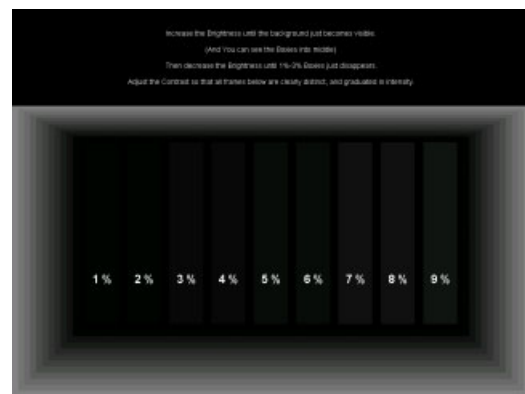 Increase the Brightness until the background just becomes visible
(And You can see the Boxes into middle)
Then decrease the Brightness until 1%-3% Boxes just disappears.
Adjust the Contrast so that all frames below are clearly distinct, and graduated in intensity.
1 % 2 % 3 % 4 % 5 % 6 % 7 % 8 % 9 %